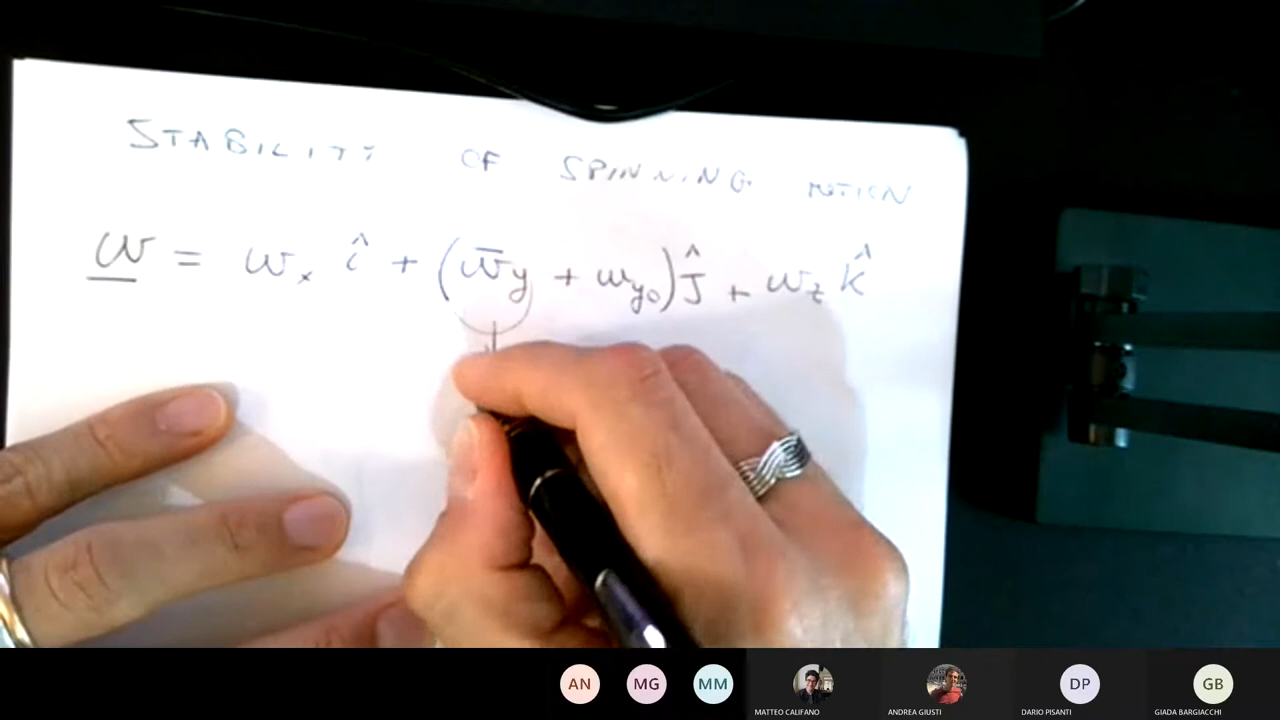 STABILITY OF SPINNING MOTION
ω = ωₓ î + (ω̄y + ωy₀) ĵ + ωz k̂
AN MG MM DP GB
MATTEO CALIFANO ANDREA GIUSTI DARIO PISANTI GIADA BARGIACCHI